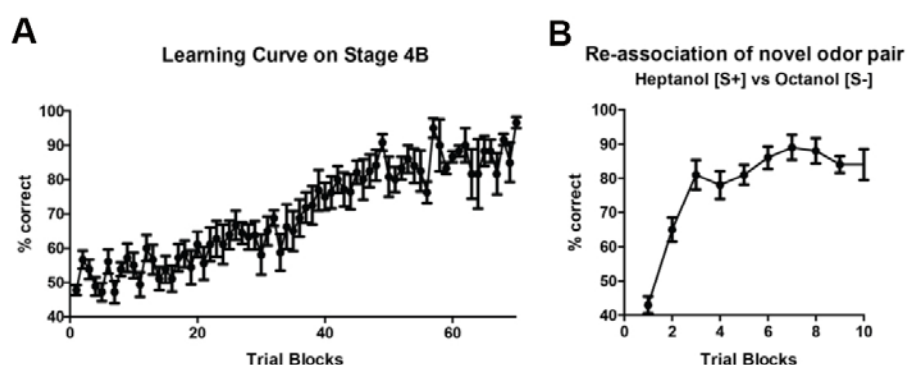 A
Learning Curve on Stage 4B
% correct
100
90
80
70
60
50
40
0
20
40
60
Trial Blocks
B
Re-association of novel odor pair
Heptanol [S+] vs Octanol [S-]
% correct
100
90
80
70
60
50
40
0
2
4
6
8
10
Trial Blocks